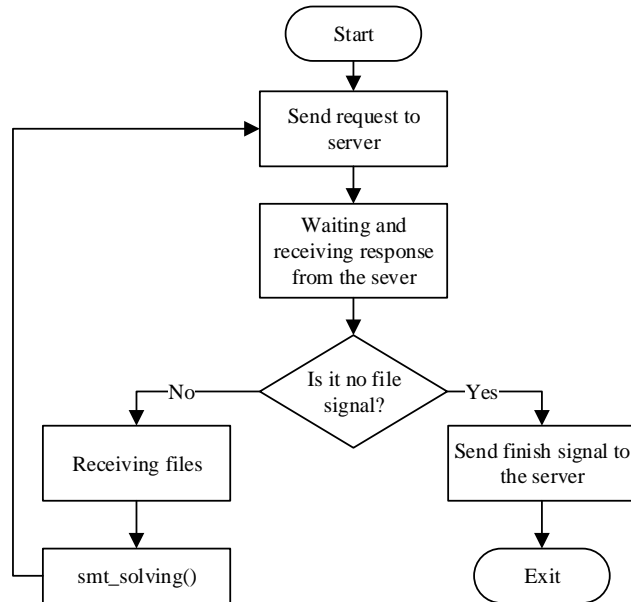 Start
Send request to
server
Waiting and
receiving response
from the sever
Is it no file
signal?
No
Yes
Receiving files
Send finish signal to
the server
smt_solving()
Exit